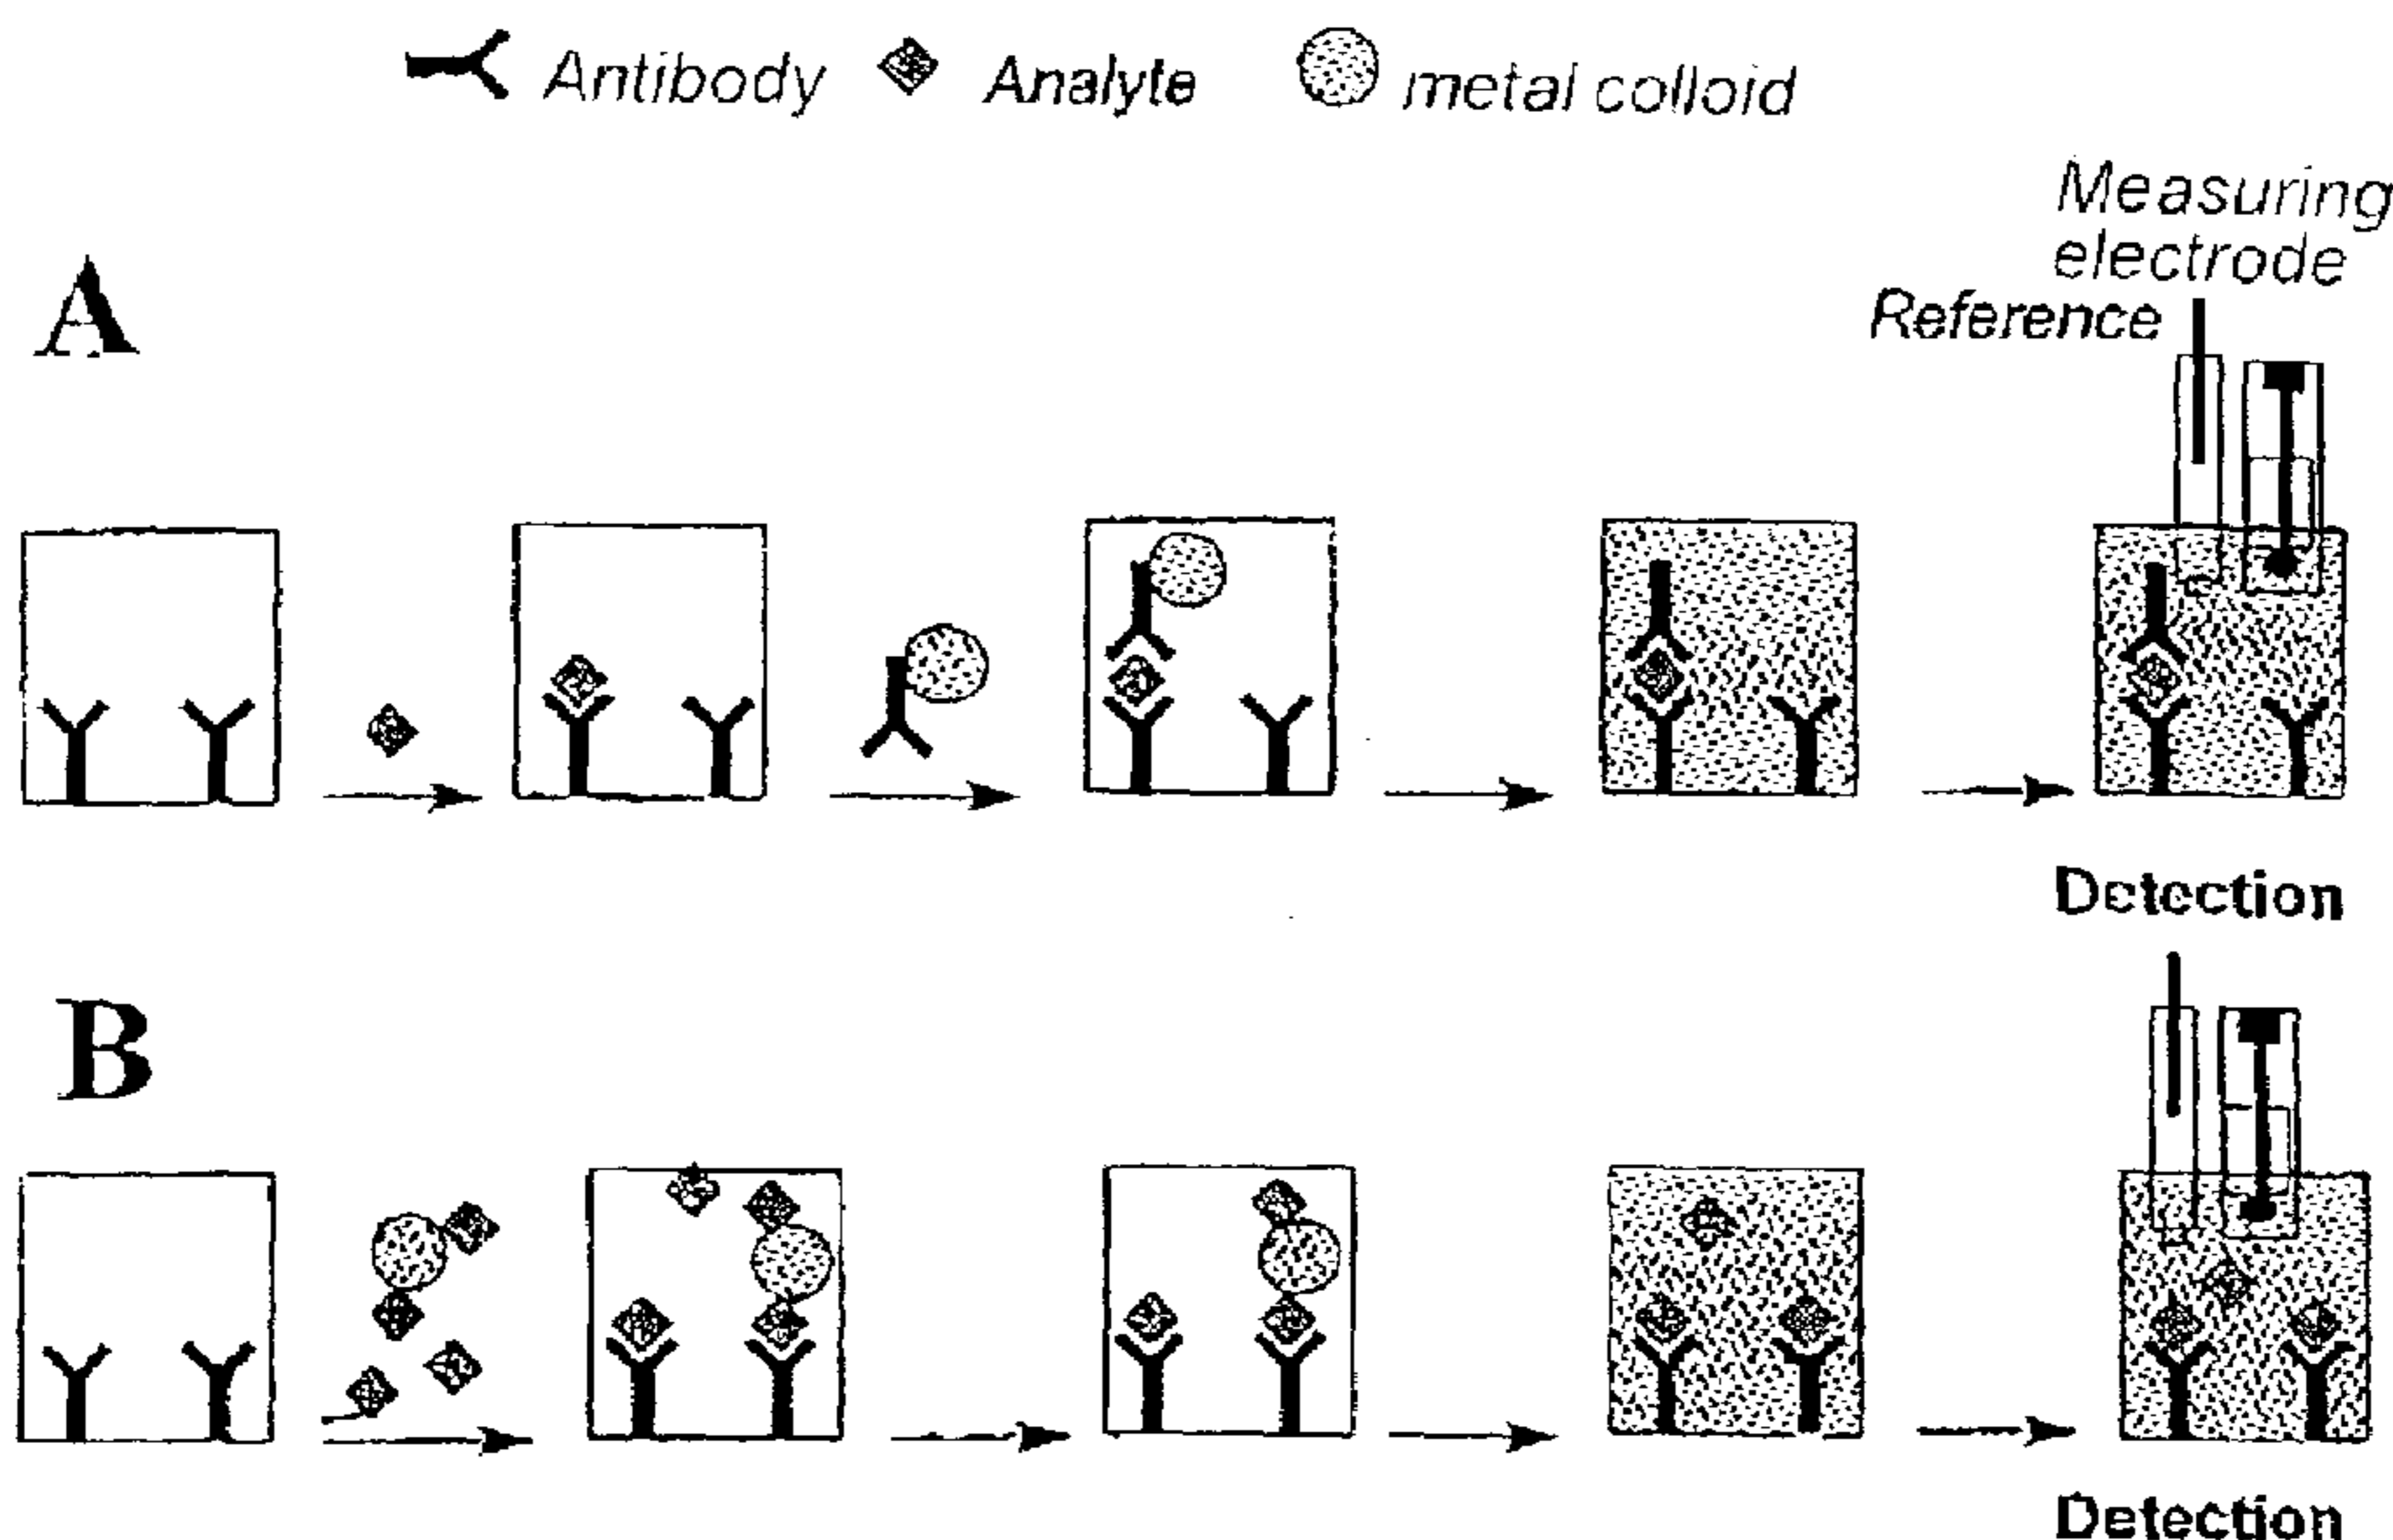 Antibody Analyte metal colloid
Measuring
electrode
Reference
A
Detection
B
Detection